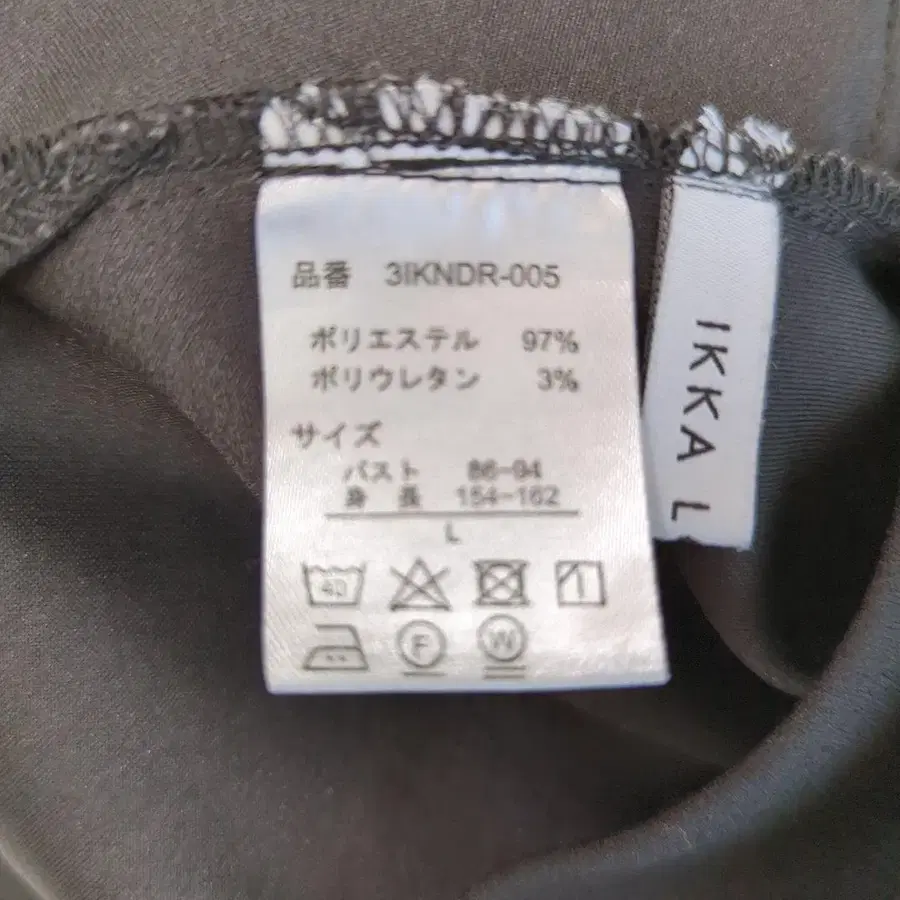 品番 3IKNDR-005
ポリエステル 97%
ポリウレタン 3%
サイズ
バスト 86-94
身長 154-162
L
40
F
W
IKKA L